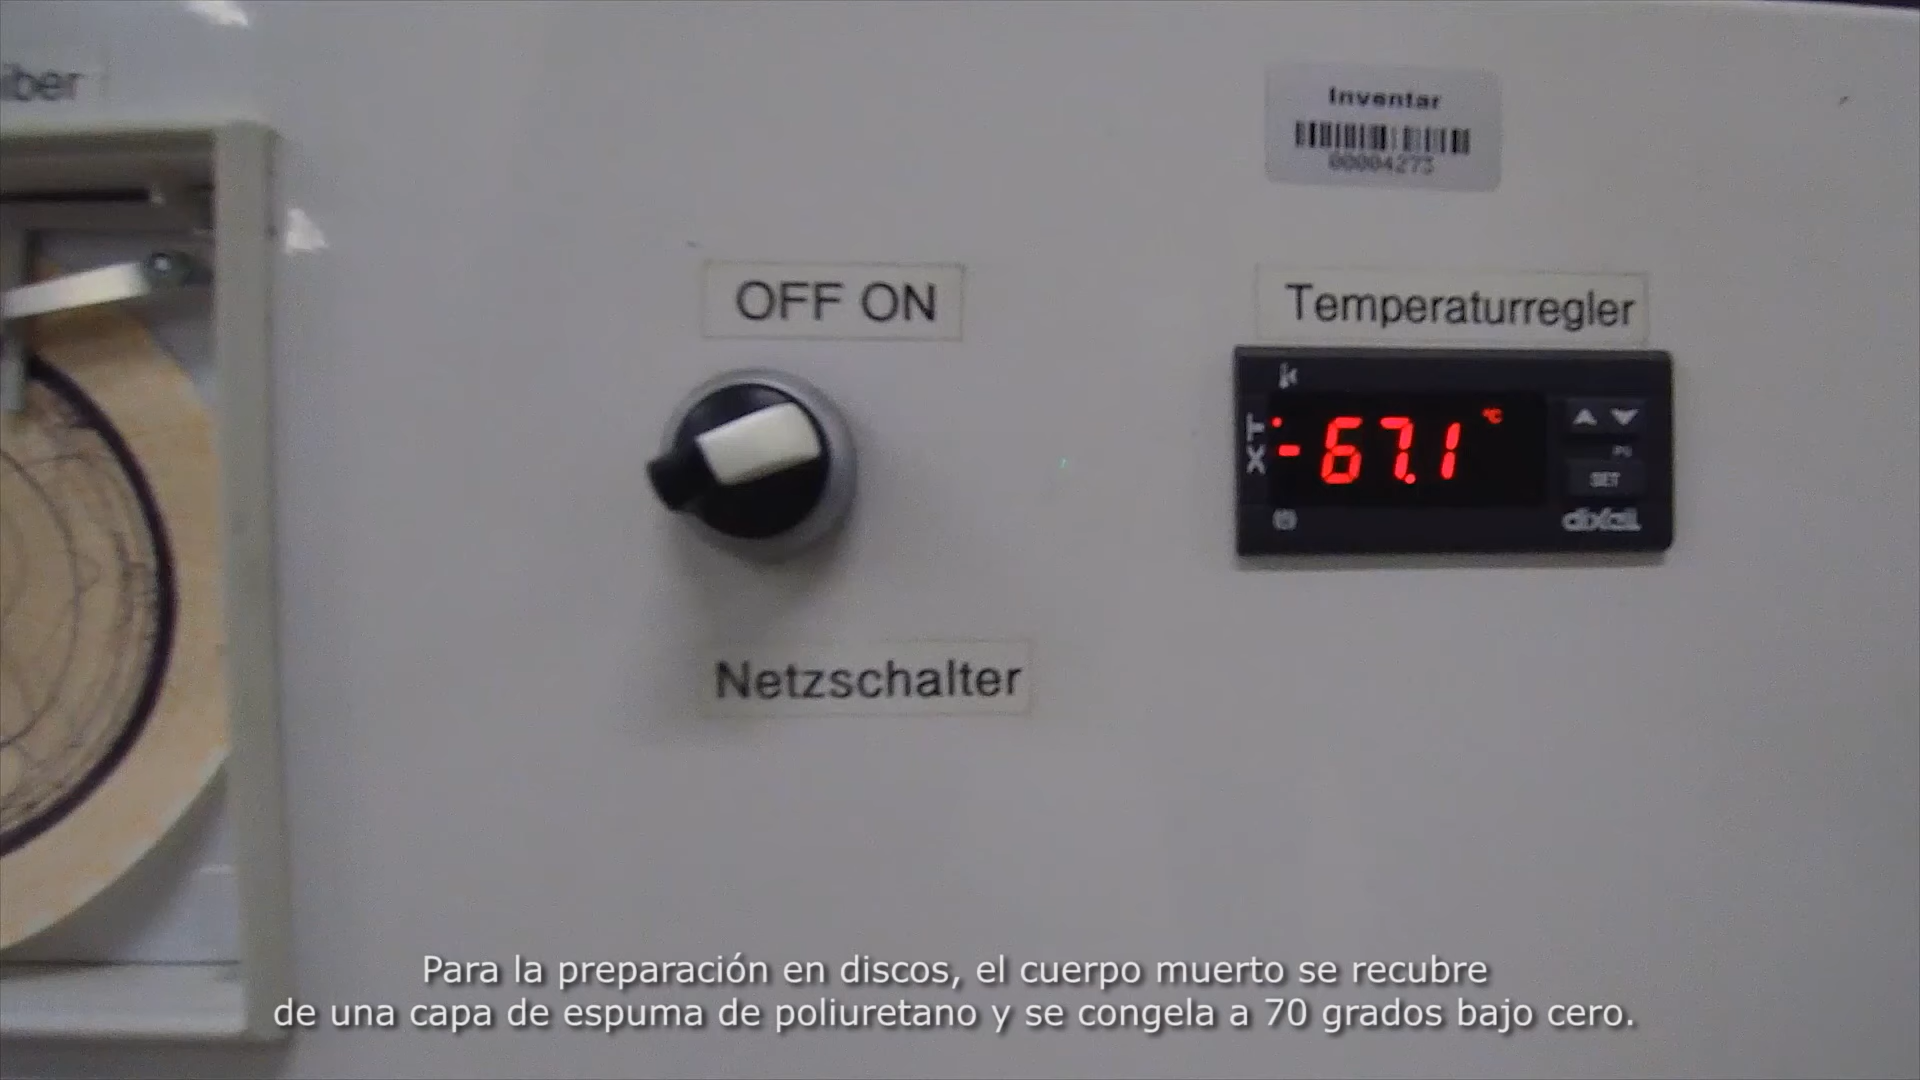 Inventar
00004273
OFF ON
Temperaturregler
-67.1 °C
SET
dixell
Netzschalter
Para la preparación en discos, el cuerpo muerto se recubre
de una capa de espuma de poliuretano y se congela a 70 grados bajo cero.